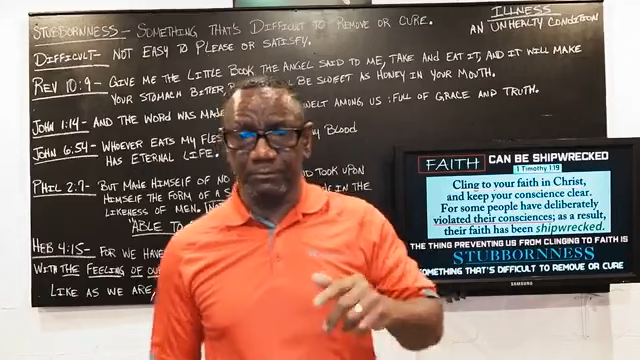 STUBBORNNESS- SOMETHING THAT'S DIFFICULT TO REMOVE OR CURE.
ILLNESS
AN UNHEALTY CONDITION
DIFFICULT- NOT EASY TO PLEASE OR SATISFY.
REV 10:9- GIVE ME THE LITTLE BOOK THE ANGEL SAID TO ME, TAKE AND EAT IT, AND IT WILL MAKE
YOUR STOMACH BITTER, BE SWEET AS HONEY IN YOUR MOUTH.
JOHN 1:14- AND THE WORD WAS MADE AMONG US: FULL OF GRACE AND TRUTH.
JOHN 6:54- WHOEVER EATS MY BLOOD
HAS ETERNAL LIFE.
PHIL 2:7- BUT MADE HIMSELF OF NO TOOK UPON
HIMSELF THE FORM OF A IN THE
LIKENESS OF MEN.
"ABLE TO
HEB 4:15- FOR WE HAVE
WITH THE FEELING OF
LIKE AS WE ARE,
FAITH CAN BE SHIPWRECKED
1 Timothy 1:19
Cling to your faith in Christ,
and keep your conscience clear.
For some people have deliberately
violated their consciences; as a result,
their faith has been shipwrecked.
THE THING PREVENTING US FROM CLINGING TO FAITH IS
STUBBORNNESS
SOMETHING THAT'S DIFFICULT TO REMOVE OR CURE
SAMSUNG